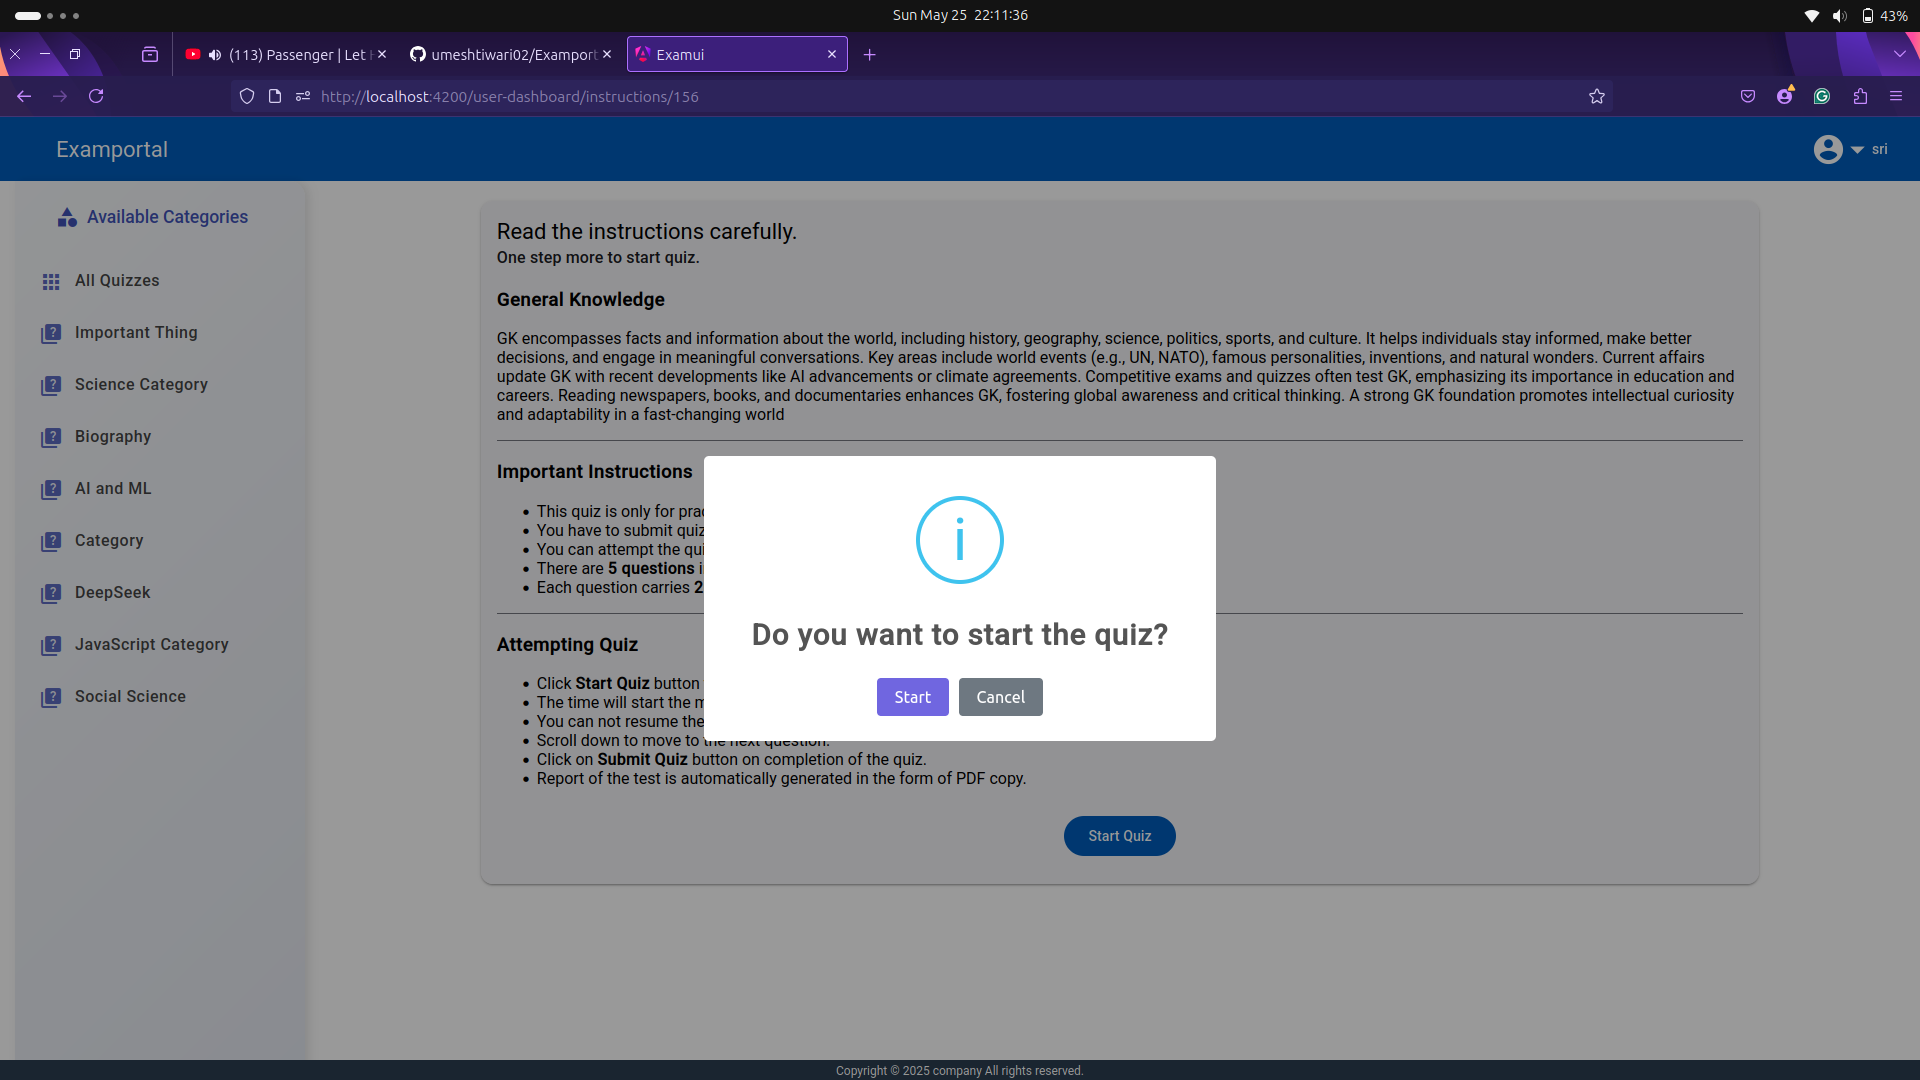 Sun May 25 22:11:36
43%
(113) Passenger | Let
umeshtiwari02/Examport
Examui
http://localhost:4200/user-dashboard/instructions/156
Examportal
sri
Available Categories
All Quizzes
Important Thing
Science Category
Biography
AI and ML
Category
DeepSeek
JavaScript Category
Social Science
Read the instructions carefully.
One step more to start quiz.
General Knowledge
GK encompasses facts and information about the world, including history, geography, science, politics, sports, and culture. It helps individuals stay informed, make better
decisions, and engage in meaningful conversations. Key areas include world events (e.g., UN, NATO), famous personalities, inventions, and natural wonders. Current affairs
update GK with recent developments like AI advancements or climate agreements. Competitive exams and quizzes often test GK, emphasizing its importance in education and
careers. Reading newspapers, books, and documentaries enhances GK, fostering global awareness and critical thinking. A strong GK foundation promotes intellectual curiosity
and adaptability in a fast-changing world
Important Instructions
This quiz is only for
You have to submit quiz
You can attempt the
There are 5 questions
Each question carries 2
Attempting Quiz
Click Start Quiz button
The time will start the
You can not resume the
Scroll down to move to the next question.
Click on Submit Quiz button on completion of the quiz.
Report of the test is automatically generated in the form of PDF copy.
Start Quiz
Do you want to start the quiz?
Start
Cancel
Copyright © 2025 company All rights reserved.